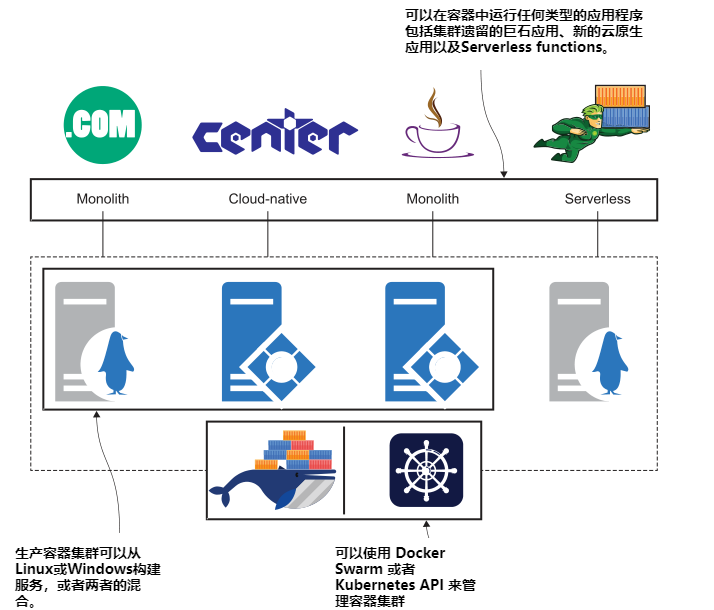 可以在容器中运行任何类型的应用程序
包括集群遗留的巨石应用、新的云原生
应用以及Serverless functions。
.COM
center
Monolith
Cloud-native
Monolith
Serverless
生产容器集群可以从
Linux或Windows构建
服务，或者两者的混
合。
可以使用 Docker
Swarm 或者
Kubernetes API 来管
理容器集群